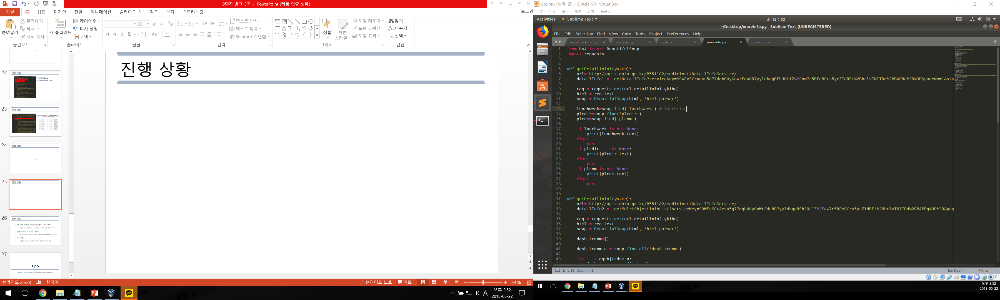 9주차 발표_3조 - PowerPoint (제품 인증 실패)
파일 홈 삽입 디자인 전환 애니메이션 슬라이드 쇼 검토 보기 스토리보딩 로그인
붙여넣기 잘라내기 복사 서식 복사
클립보드
새 슬라이드 레이아웃 다시 설정 구역
슬라이드
20
가 가 가 S 간 Aa 가
글꼴
텍스트 방향 텍스트 맞춤 SmartArt로 변환
단락
정렬 빠른 스타일 도형 채우기 도형 윤곽선 도형 효과
그리기
찾기 바꾸기 선택
편집
22 진행 상황
23 진행 상황
24 진행 상황
25 진행 상황
26 향후 계획
27 QnA
진행 상황
슬라이드 25/28 한국어 슬라이드 노트 메모 89 %
TALK
A 오후 3:52
2018-05-22
ubuntu [실행 중] - Oracle VM VirtualBox
파일 머신 보기 입력 장치 도움말
Activities Sublime Text 화 15 : 52
~/Desktop/moreinfo.py - Sublime Text (UNREGISTERED)
File Edit Selection Find View Goto Tools Project Preferences Help
installpackage.py analysis.py test.py moreinfo.py loadcsv.py
1 from bs4 import BeautifulSoup
2 import requests
3
4
5 def getDetailinfo1(ykiho):
6 url='http://apis.data.go.kr/B551182/medicInsttDetailInfoService/'
7 detailInfo1 = 'getDetailInfo?serviceKey=S9WEvSCrAevu5g77dqb0UyGoWrFdu8D7yyldkqgRFhJOL1Z%2Fow7c5RFe8Crs5ycZIdREt%2BhclvTNlTDd%2BBAPRg%3D%3D&pageNo=1&sta
8
9 req = requests.get(url+detailInfo1+ykiho)
10 html = req.text
11 soup = BeautifulSoup(html, 'html.parser')
12
13 lunchweek=soup.find('lunchweek') # lunchtime
14 plcdir=soup.find('plcdir')
15 plcnm=soup.find('plcnm')
16
17 if lunchweek is not None:
18 print(lunchweek.text)
19 else:
20 pass
21 if plcdir is not None:
22 print(plcdir.text)
23 else:
24 pass
25 if plcnm is not None:
26 print(plcnm.text)
27 else:
28 pass
29
30
31 def getDetailinfo2(ykiho):
32 url='http://apis.data.go.kr/B551182/medicInsttDetailInfoService/'
33 detailInfo2 = 'getMdlrtSbjectInfoList?serviceKey=S9WEvSCrAevu5g77dqb0UyGoWrFdu8D7yyldkqgRFhJOL1Z%2Fow7c5RFe8Crs5ycZIdREt%2BhclvTNlTDd%2BBAPRg%3D%3D&pag
34
35 req = requests.get(url+detailInfo2+ykiho)
36 html = req.text
37 soup = BeautifulSoup(html, 'html.parser')
38
39 dgsbjtcdnm=[]
40
41 dgsbjtcdnm_n = soup.find_all('dgsbjtcdnm')
42
43 for i in dgsbjtcdnm_n:
Line 13, Column 49 Tab Size: 4 Python
TALK
오후 3:52
2018-05-22